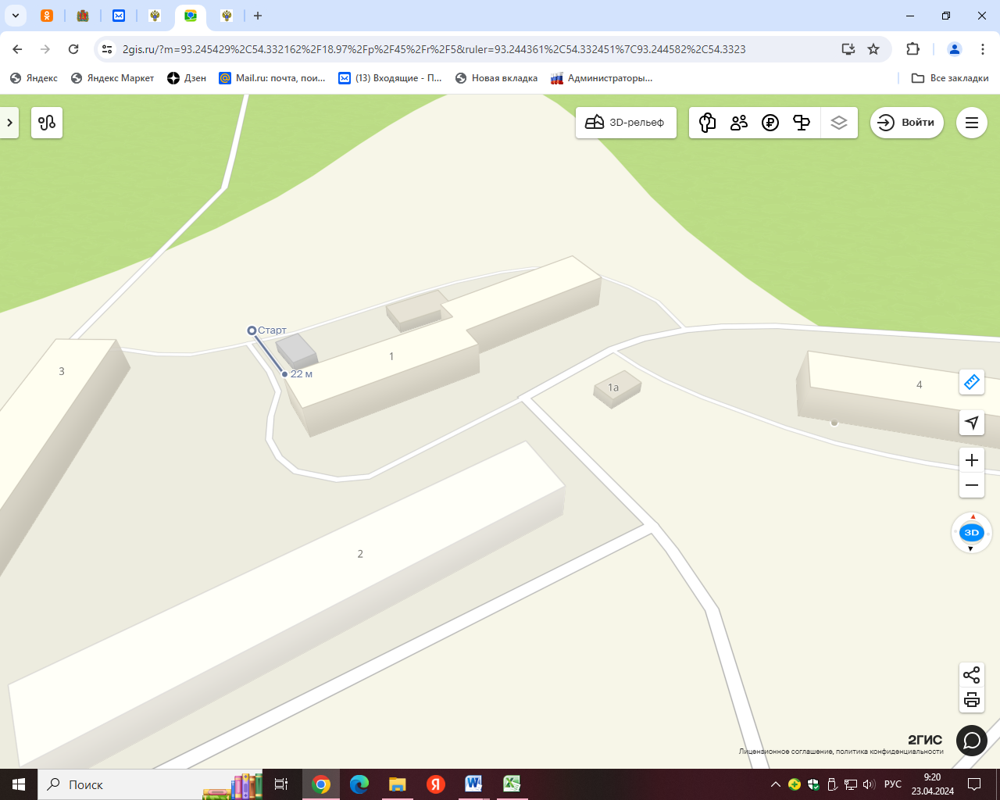 2gis.ru/?m=93.245429%2C54.332162%2F18.97%2Fp%2F45%2Fr%2F5&ruler=93.244361%2C54.332451%7C93.244582%2C54.3323
Яндекс
Яндекс Маркет
Дзен
Mail.ru: почта, пои...
(13) Входящие - П...
Новая вкладка
Администраторы...
Все закладки
3D-рельеф
Войти
Старт
22 м
1
3
1а
4
2
3D
2ГИС
Лицензионное соглашение, политика конфиденциальности
Поиск
РУС
9:20
23.04.2024